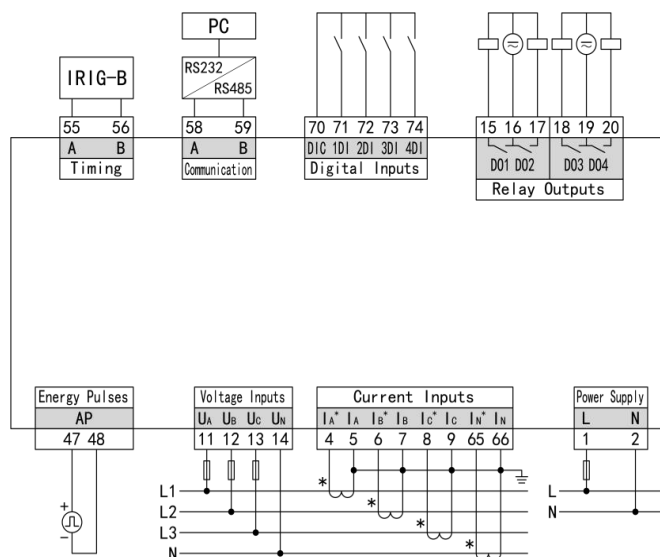 PC
IRIG-B
RS232
RS485
55 56
58 59
70 71 72 73 74
15 16 17 18 19 20
A B
A B
DIC 1DI 2DI 3DI 4DI
DO1 DO2 DO3 DO4
Timing
Communication
Digital Inputs
Relay Outputs
Energy Pulses
Voltage Inputs
Current Inputs
Power Supply
AP
UA UB UC UN
IA* IA IB* IB IC* IC IN* IN
L N
47 48
11 12 13 14
4 5 6 7 8 9 65 66
1 2
+
−
L1
*
L2
*
L3
*
N
*
L
N